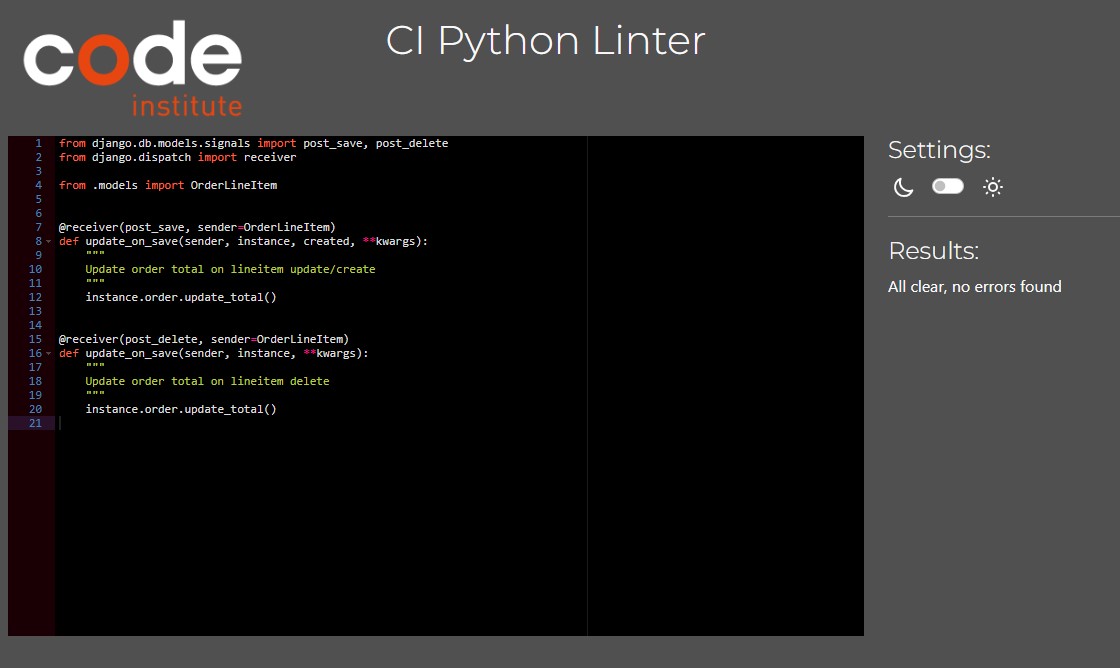 code
institute
CI Python Linter
1 from django.db.models.signals import post_save, post_delete
2 from django.dispatch import receiver
3
4 from .models import OrderLineItem
5
6
7 @receiver(post_save, sender=OrderLineItem)
8 def update_on_save(sender, instance, created, **kwargs):
9     """
10     Update order total on lineitem update/create
11     """
12     instance.order.update_total()
13
14
15 @receiver(post_delete, sender=OrderLineItem)
16 def update_on_save(sender, instance, **kwargs):
17     """
18     Update order total on lineitem delete
19     """
20     instance.order.update_total()
21
Settings:
Results:
All clear, no errors found